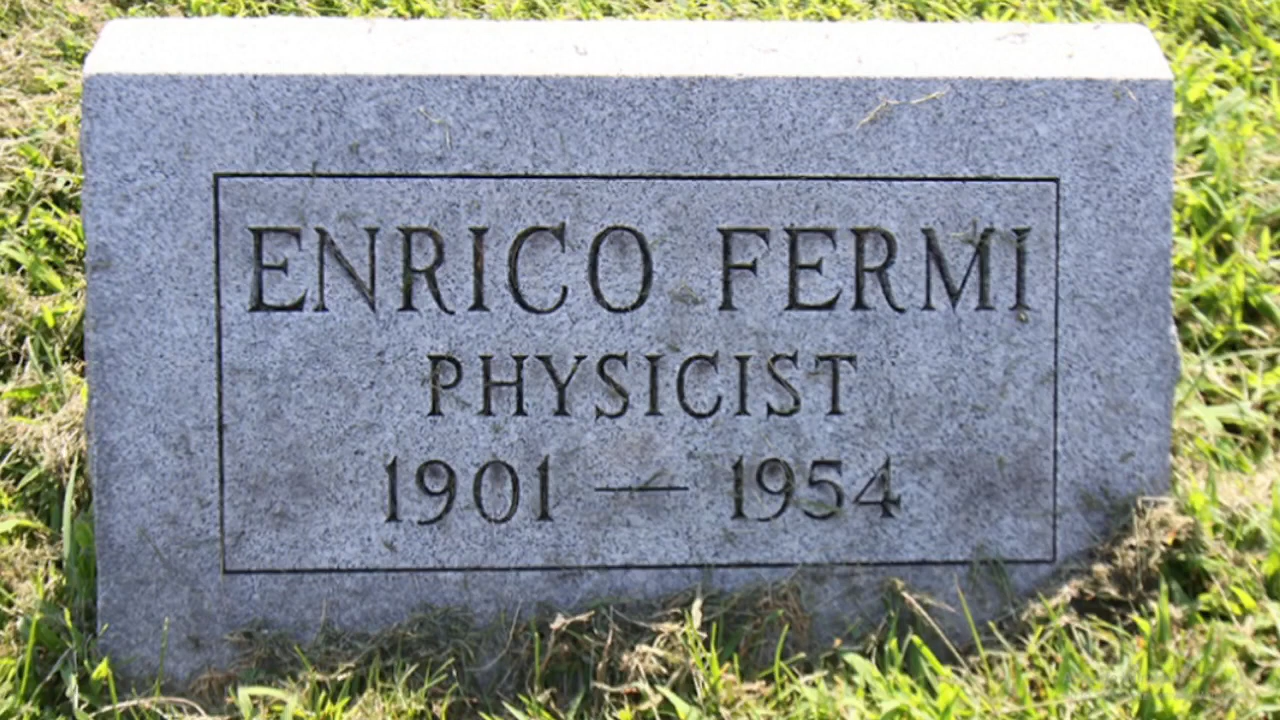 ENRICO FERMI
PHYSICIST
1901 — 1954